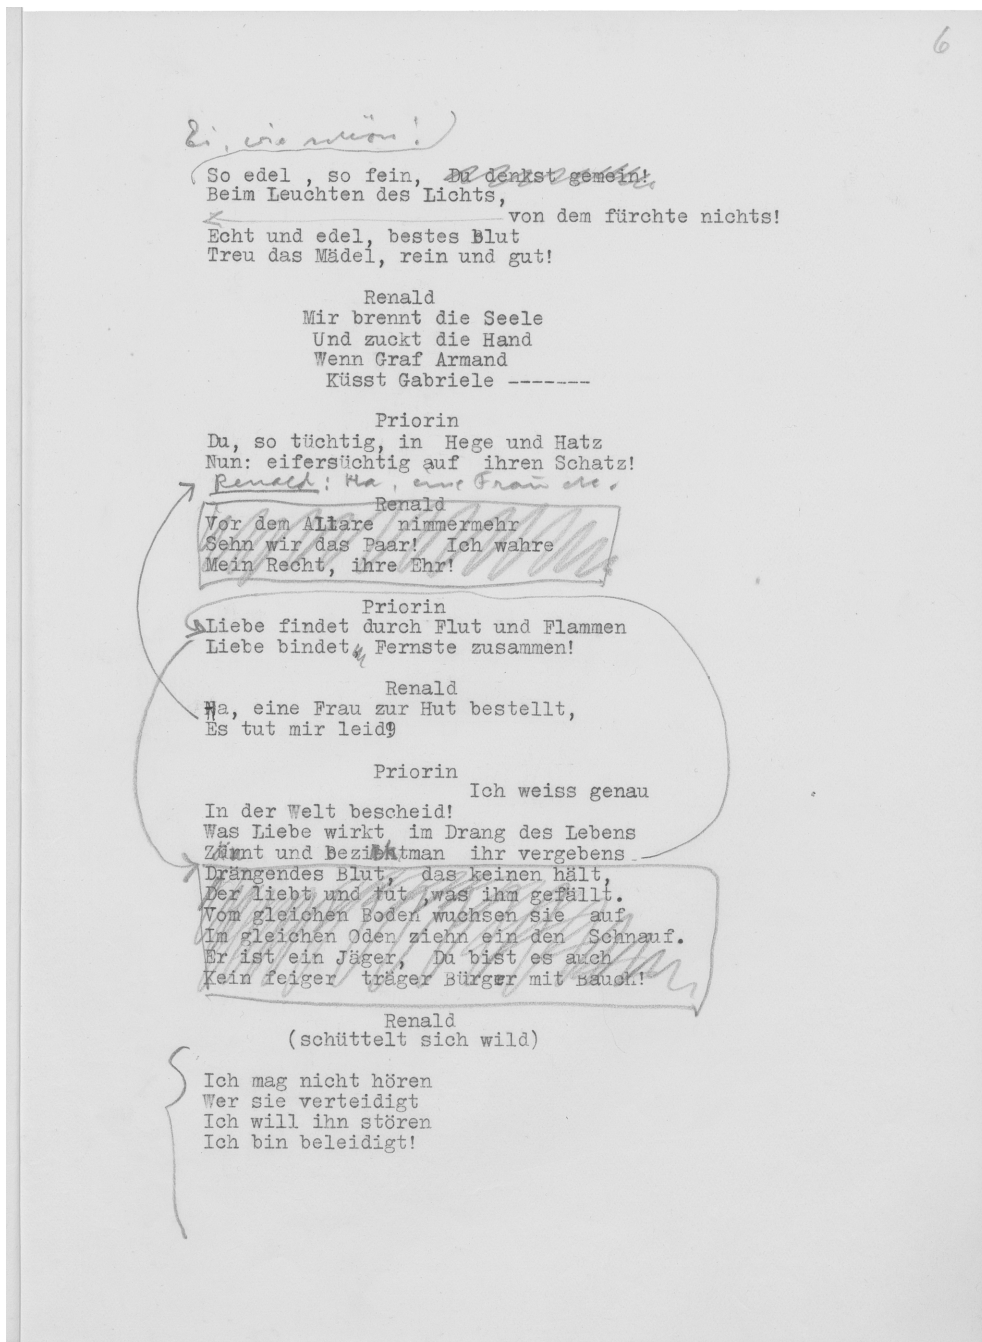 6
Ei, wie schön!
So edel , so fein, Du denkst gemein!
Beim Leuchten des Lichts,
von dem fürchte nichts!
Echt und edel, bestes Blut
Treu das Mädel, rein und gut!
Renald
Mir brennt die Seele
Und zuckt die Hand
Wenn Graf Armand
Küsst Gabriele -------
Priorin
Du, so tüchtig, in Hege und Hatz
Nun: eifersüchtig auf ihren Schatz!
Renald: Ha, eine Frau etc.
Renald
Vor dem Altare nimmermehr
Sehn wir das Paar! Ich wahre
Mein Recht, ihre Ehr!
Priorin
Liebe findet durch Flut und Flammen
Liebe bindet Fernste zusammen!
Renald
Ha, eine Frau zur Hut bestellt,
Es tut mir leid
Priorin
Ich weiss genau
In der Welt bescheid!
Was Liebe wirkt, im Drang des Lebens
und man ihr vergebens
Drängendes Blut, das keinen hält,
Der liebt und tut ,was ihm gefällt.
Vom gleichen Boden wuchsen sie auf
Im gleichen Oden ziehn ein den Schnauf.
Er ist ein Jäger, Du bist es auch
Kein feiger träger Bürger mit Bauch!
Renald
(schüttelt sich wild)
Ich mag nicht hören
Wer sie verteidigt
Ich will ihn stören
Ich bin beleidigt!